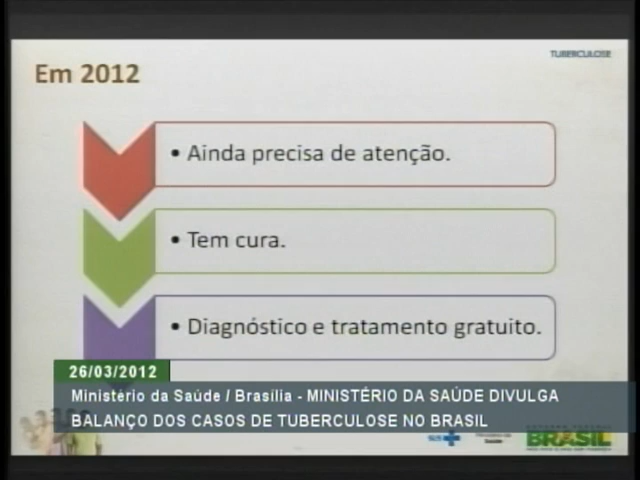 TUBERCULOSE
Em 2012
• Ainda precisa de atenção.
• Tem cura.
• Diagnóstico e tratamento gratuito.
26/03/2012
Ministério da Saúde / Brasília - MINISTÉRIO DA SAÚDE DIVULGA
BALANÇO DOS CASOS DE TUBERCULOSE NO BRASIL
SUS
Saúde
BRASIL